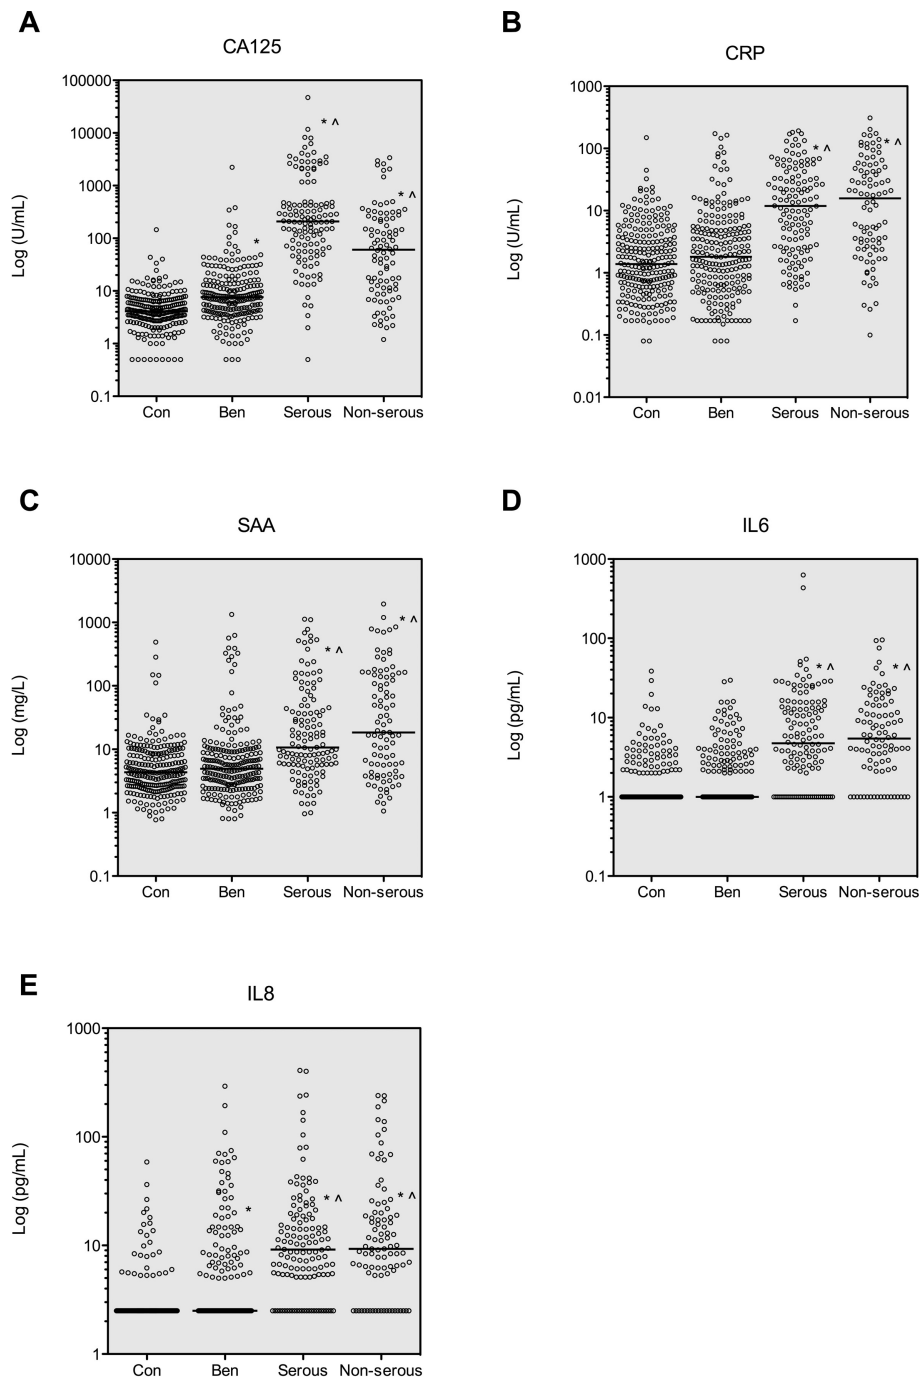 A
CA125
Log (U/mL)
100000
10000
1000
100
10
1
0.1
* ^
* ^
*
Con Ben Serous Non-serous
B
CRP
Log (U/mL)
1000
100
10
1
0.1
0.01
* ^
* ^
Con Ben Serous Non-serous
C
SAA
Log (mg/L)
10000
1000
100
10
1
0.1
* ^
* ^
Con Ben Serous Non-serous
D
IL6
Log (pg/mL)
1000
100
10
1
0.1
* ^
* ^
Con Ben Serous Non-serous
E
IL8
Log (pg/mL)
1000
100
10
1
*
* ^
* ^
Con Ben Serous Non-serous